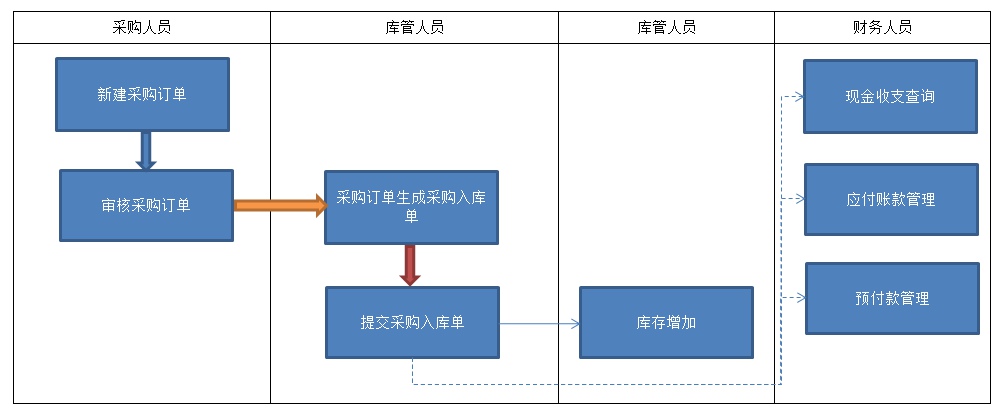 采购人员
库管人员
库管人员
财务人员
新建采购订单
现金收支查询
审核采购订单
采购订单生成采购入库
单
应付账款管理
预付款管理
提交采购入库单
库存增加